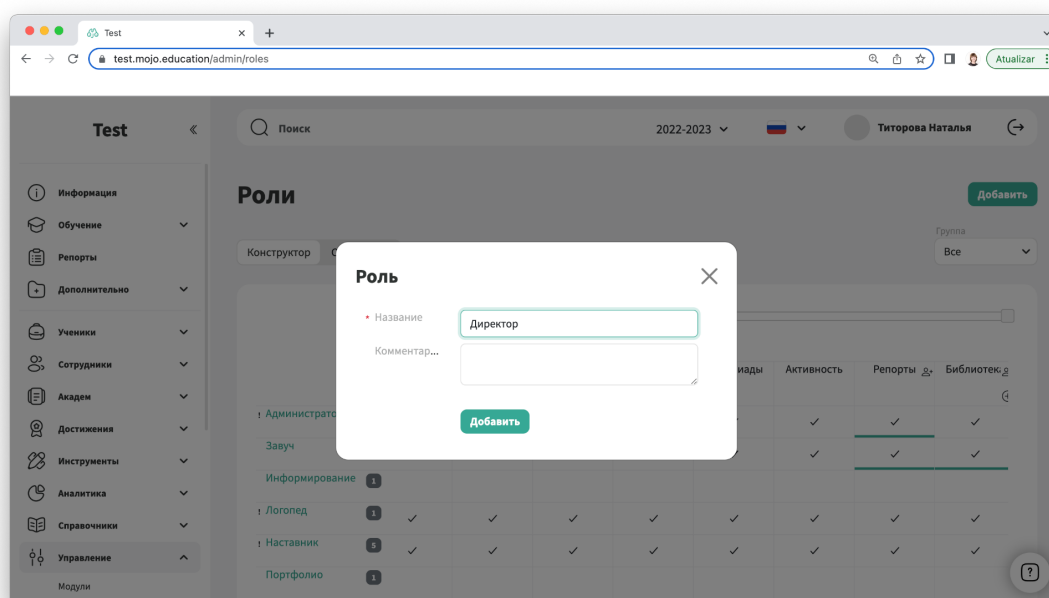 Test
test.mojo.education/admin/roles
Atualizar
Test
Поиск
2022-2023
Титорова Наталья
Информация
Обучение
Репорты
Дополнительно
Ученики
Сотрудники
Академ
Достижения
Инструменты
Аналитика
Справочники
Управление
Модули
Роли
Добавить
Группа
Конструктор
Все
Роль
• Название
Директор
Комментар...
Добавить
Активность
Репорты
! Администрато
Завуч
Информирование 1
! Логопед 1
! Наставник 5
Портфолио 1
?